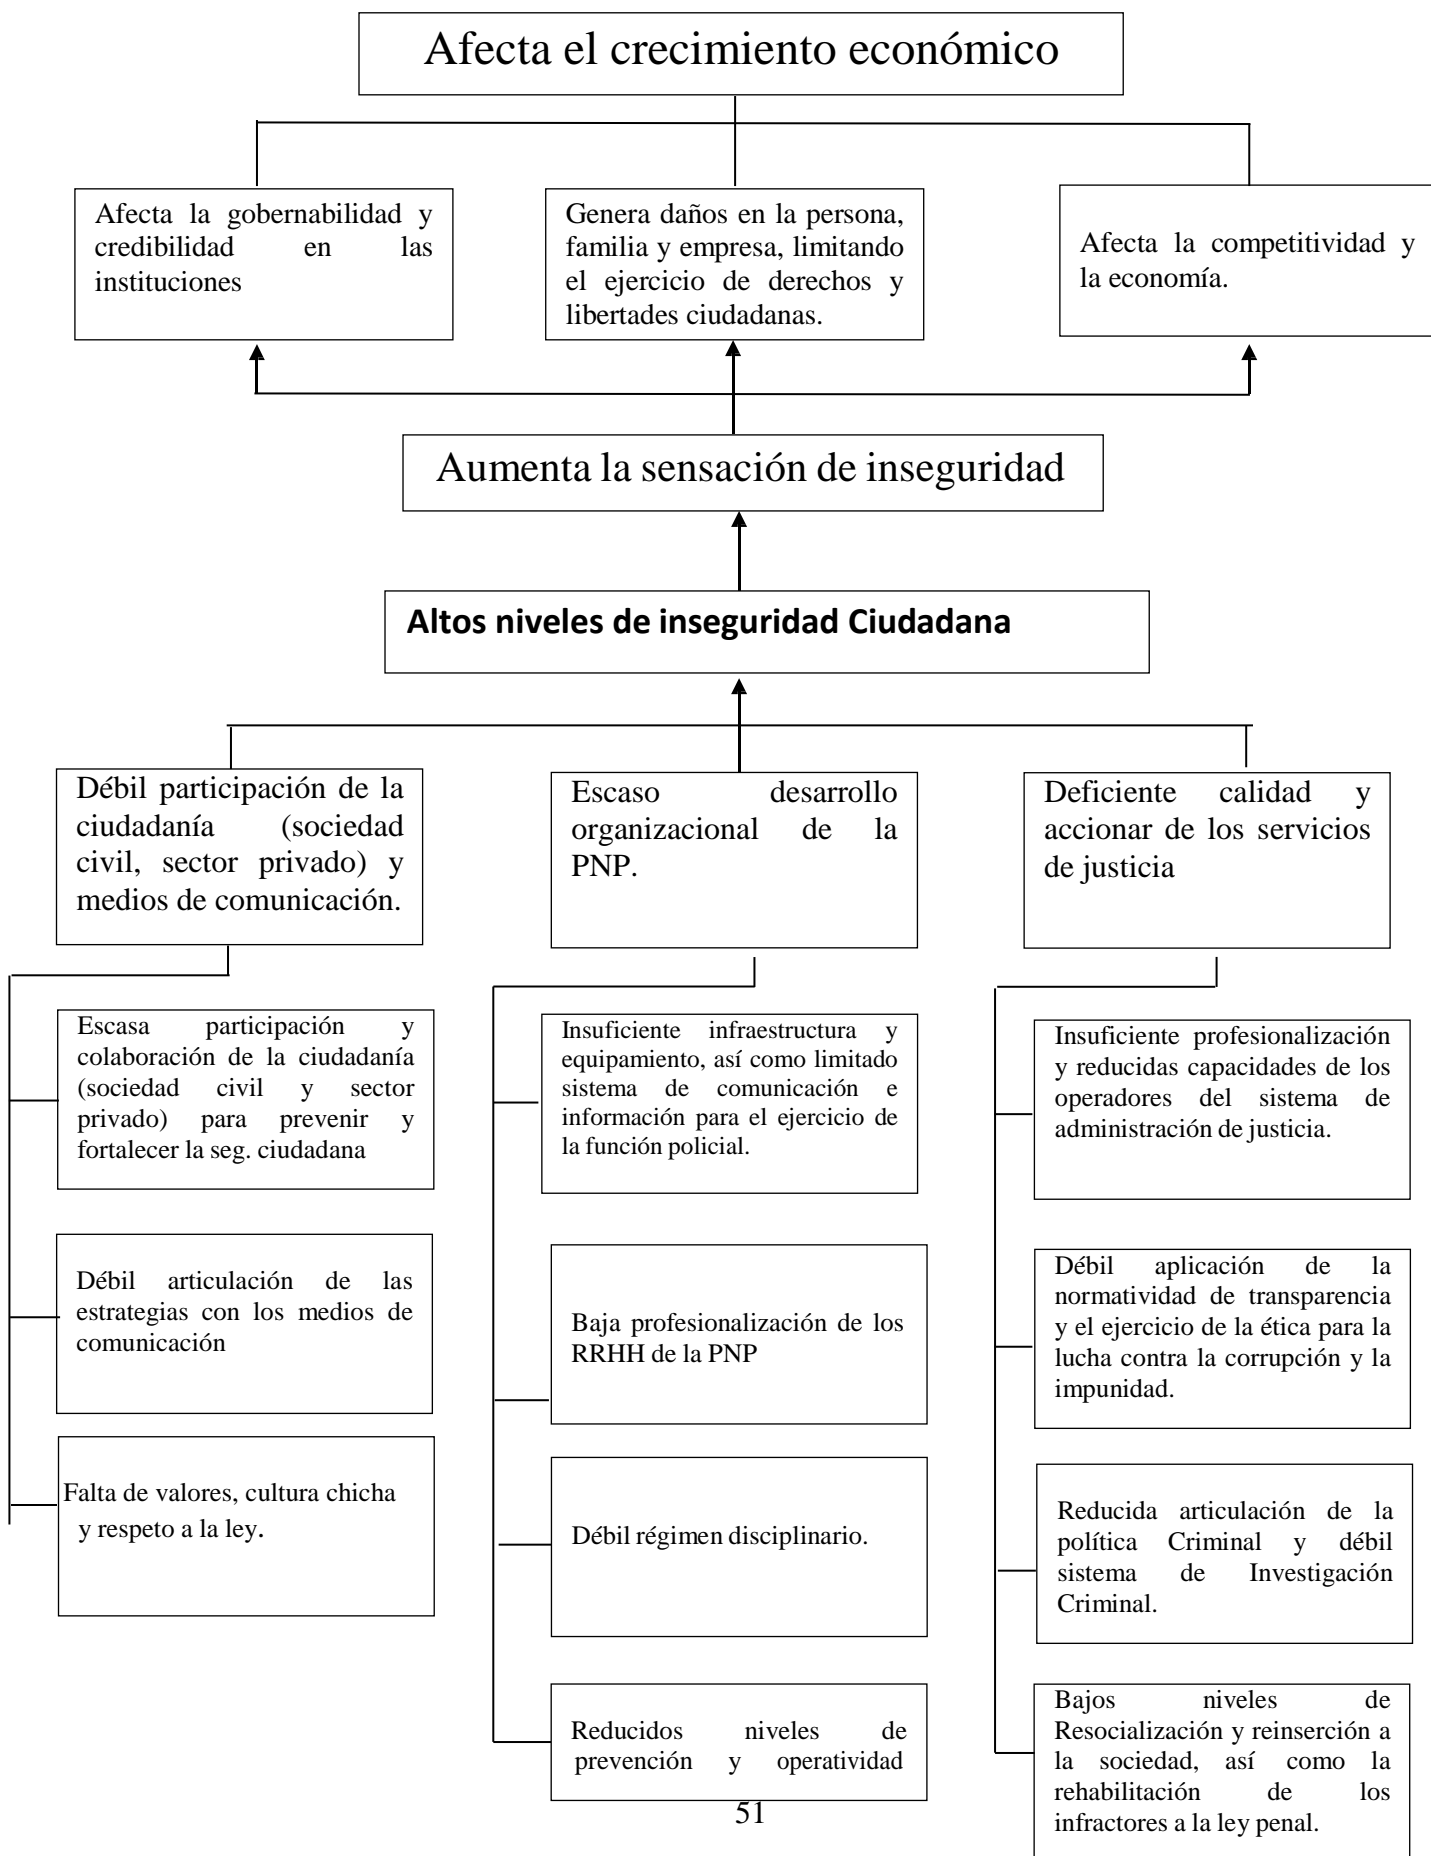 Afecta el crecimiento económico
Afecta la gobernabilidad y
credibilidad en las
instituciones
Genera daños en la persona,
familia y empresa, limitando
el ejercicio de derechos y
libertades ciudadanas.
Afecta la competitividad y
la economía.
Aumenta la sensación de inseguridad
Altos niveles de inseguridad Ciudadana
Débil participación de la
ciudadanía (sociedad
civil, sector privado) y
medios de comunicación.
Escaso desarrollo
organizacional de la
PNP.
Deficiente calidad y
accionar de los servicios
de justicia
Escasa participación y
colaboración de la ciudadanía
(sociedad civil y sector
privado) para prevenir y
fortalecer la seg. ciudadana
Débil articulación de las
estrategias con los medios de
comunicación
Falta de valores, cultura chicha
y respeto a la ley.
Insuficiente infraestructura y
equipamiento, así como limitado
sistema de comunicación e
información para el ejercicio de
la función policial.
Baja profesionalización de los
RRHH de la PNP
Débil régimen disciplinario.
Reducidos niveles de
prevención y operatividad
Insuficiente profesionalización
y reducidas capacidades de los
operadores del sistema de
administración de justicia.
Débil aplicación de la
normatividad de transparencia
y el ejercicio de la ética para la
lucha contra la corrupción y la
impunidad.
Reducida articulación de la
política Criminal y débil
sistema de Investigación
Criminal.
Bajos niveles de
Resocialización y reinserción a
la sociedad, así como la
rehabilitación de los
infractores a la ley penal.
51